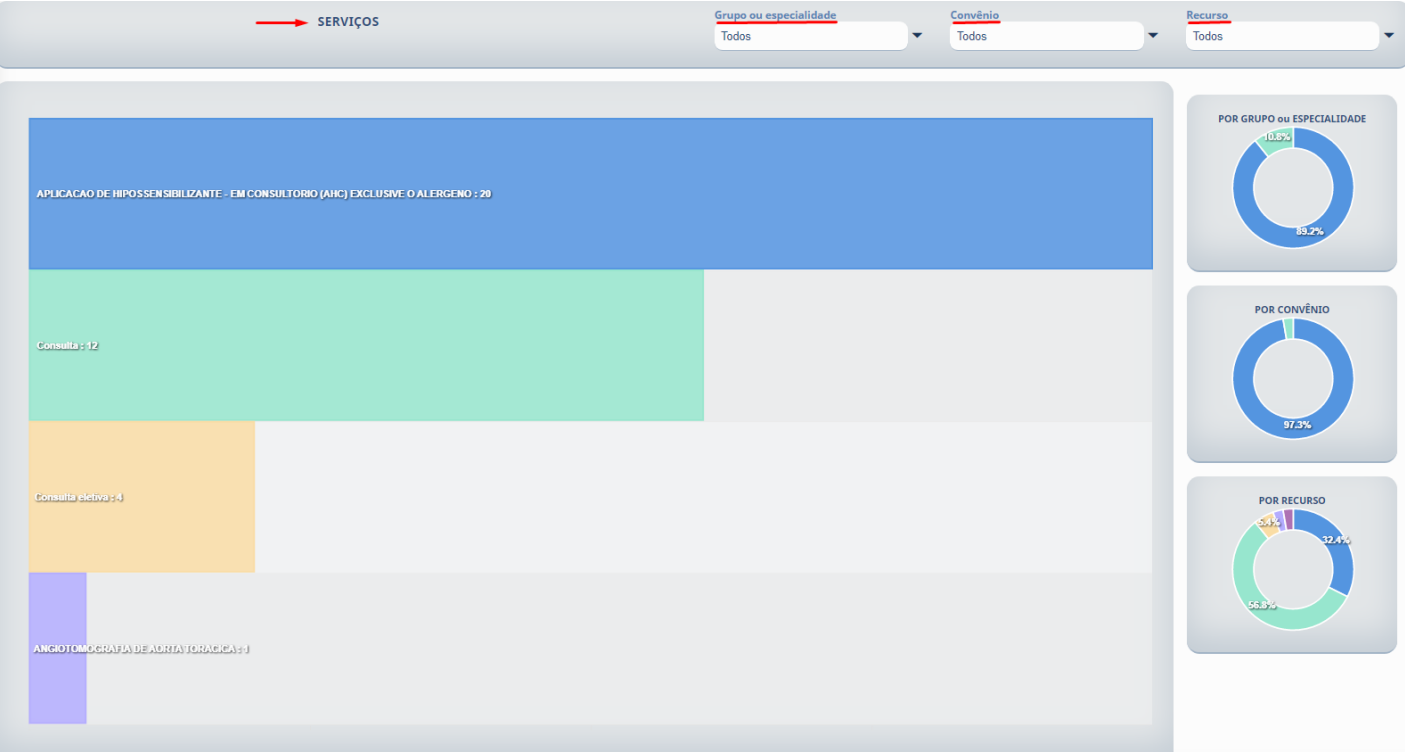 SERVIÇOS
Grupo ou especialidade
Todos
Convênio
Todos
Recurso
Todos
APLICACAO DE HIPOSSENSIBILIZANTE - EM CONSULTORIO (AHC) EXCLUSIVE O ALERGENO : 20
Consulta : 12
Consulta eletiva : 4
ANGIOTOMOGRAFIA DE AORTA TORACICA : 1
POR GRUPO ou ESPECIALIDADE
10.8%
89.2%
POR CONVÊNIO
97.3%
POR RECURSO
5.4%
32.4%
56.8%